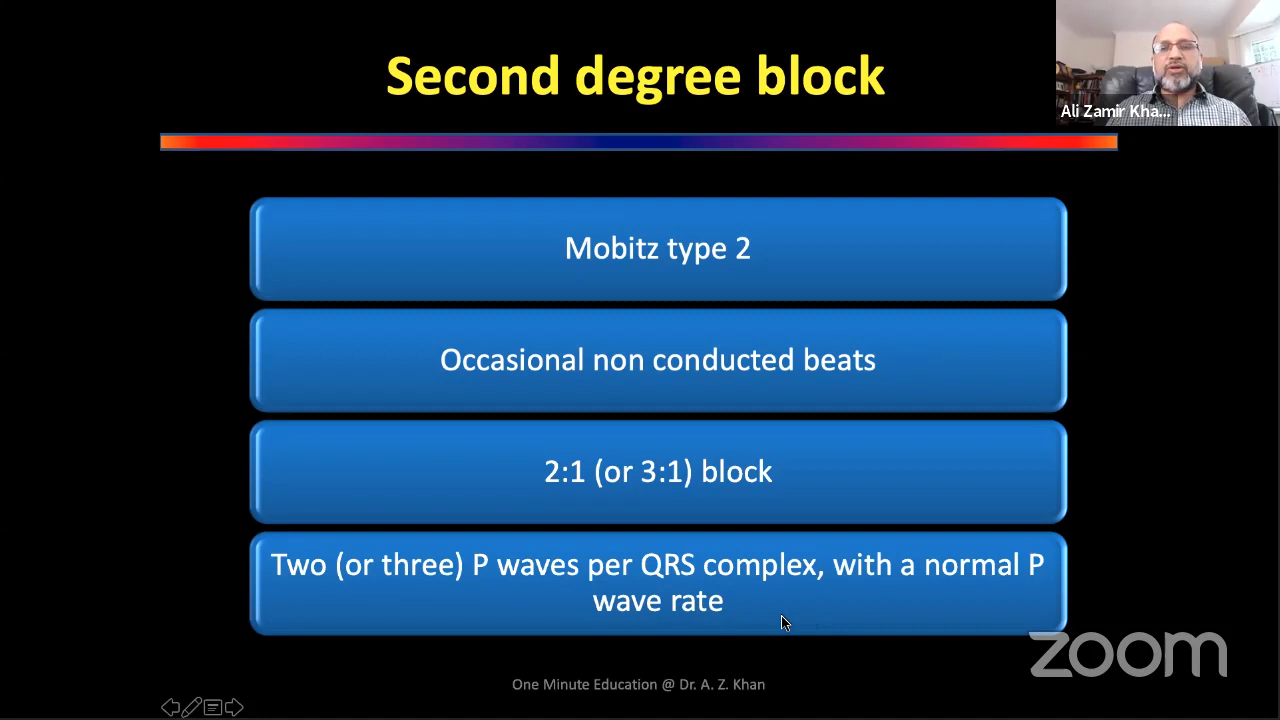 Second degree block
Ali Zamir Kha...
Mobitz type 2
Occasional non conducted beats
2:1 (or 3:1) block
Two (or three) P waves per QRS complex, with a normal P
wave rate
zoom
One Minute Education @ Dr. A. Z. Khan